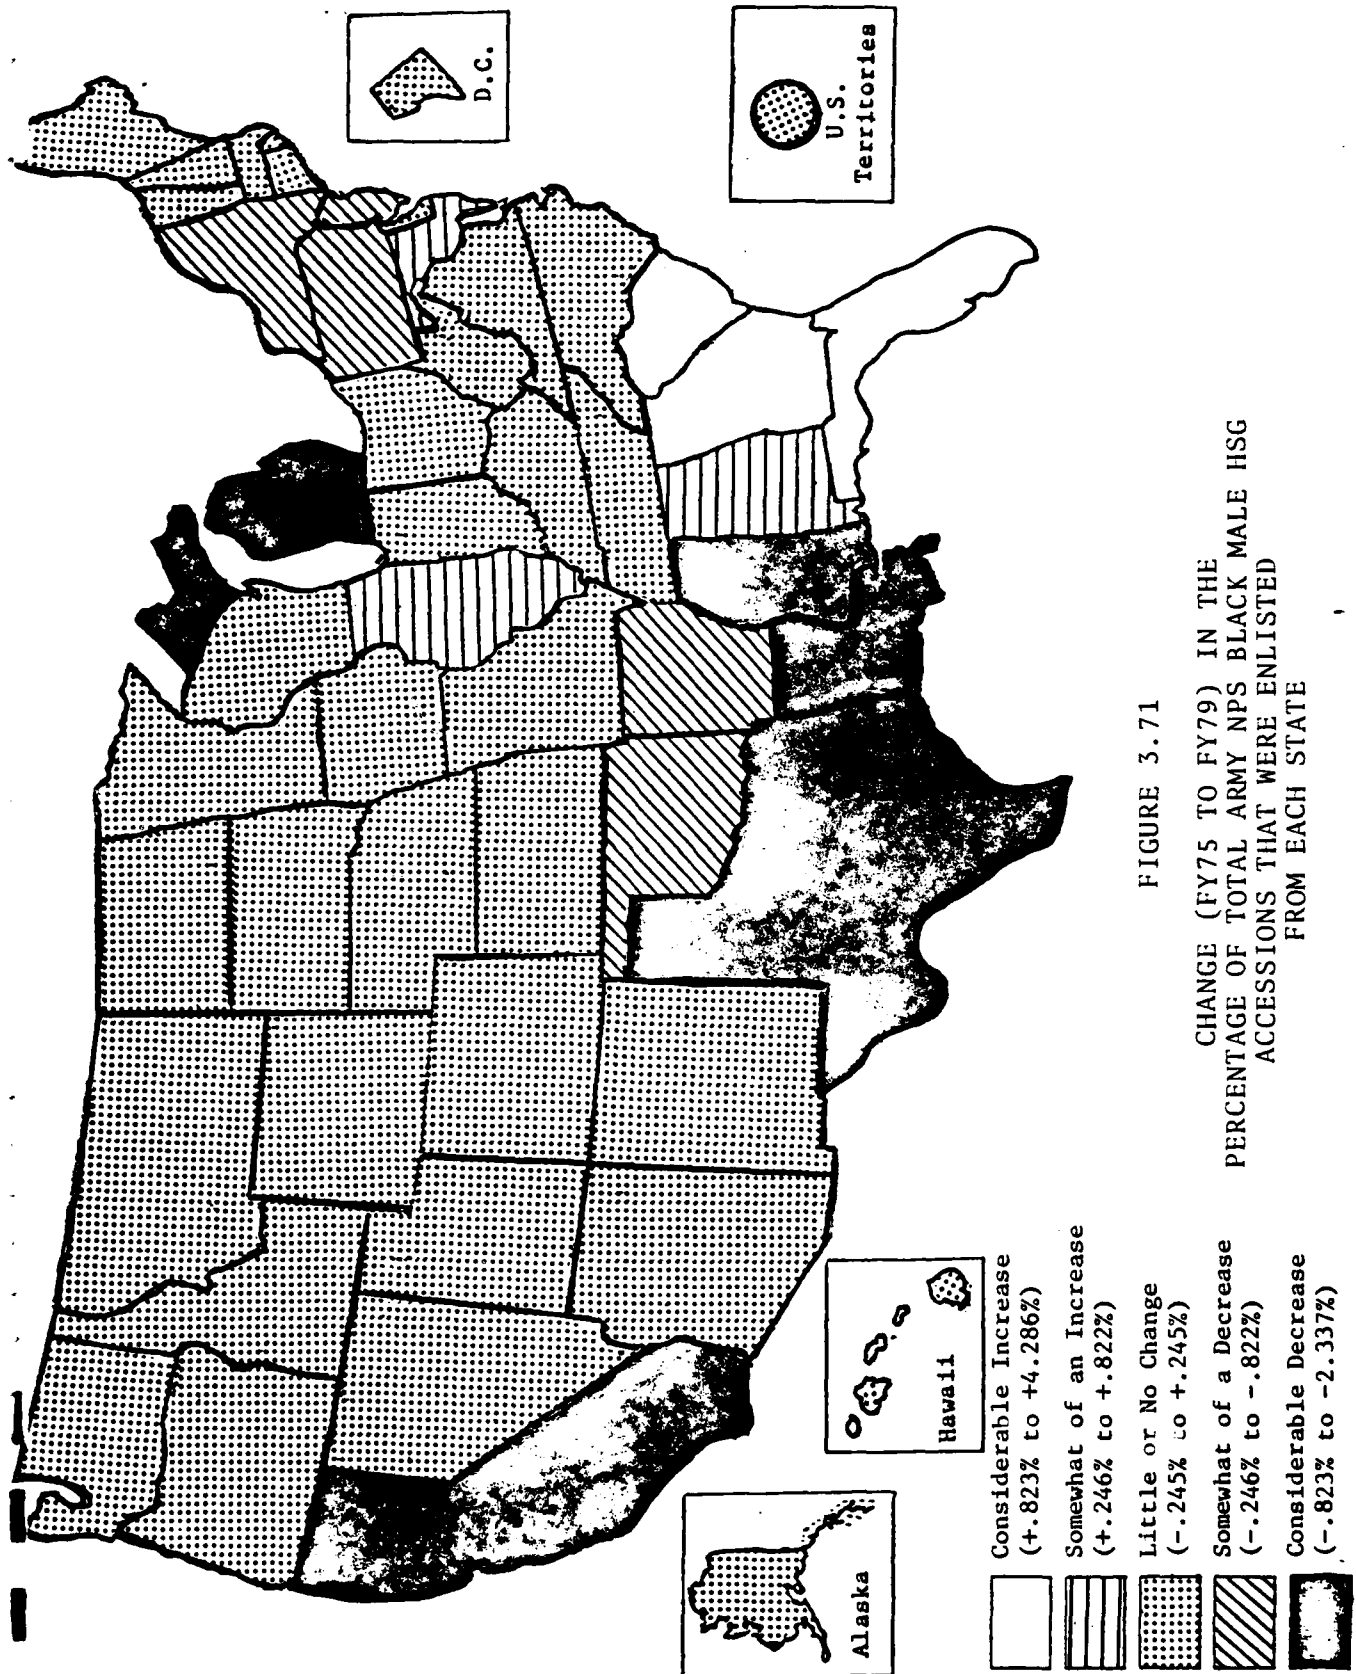 D.C.
U.S.
Territories
Alaska
Hawaii
Considerable Increase
(+.823% to +4.286%)
Somewhat of an Increase
(+.246% to +.822%)
Little or No Change
(-.245% to +.245%)
Somewhat of a Decrease
(-.246% to -.822%)
Considerable Decrease
(-.823% to -2.337%)
FIGURE 3.71
CHANGE (FY75 TO FY79) IN THE
PERCENTAGE OF TOTAL ARMY NPS BLACK MALE HSG
ACCESSIONS THAT WERE ENLISTED
FROM EACH STATE